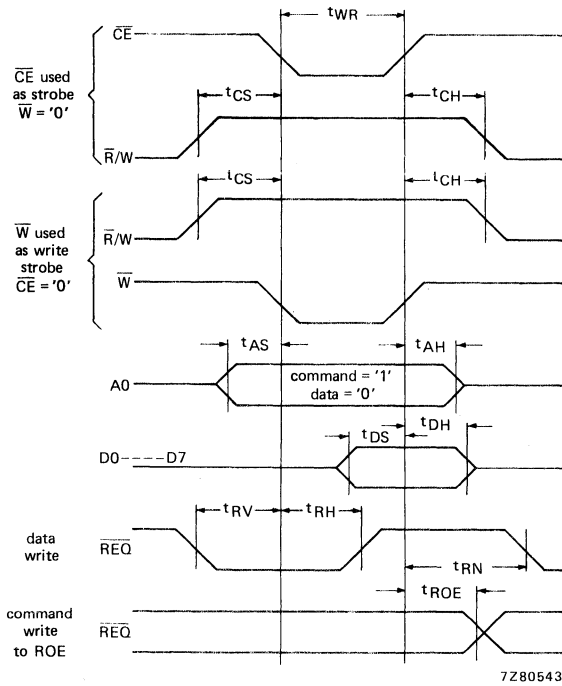 tWR
CE
CE used
as strobe
W = '0'
tCS
tCH
R/W
tCS
tCH
W used
as write
strobe
CE = '0'
R/W
W
tAS
tAH
A0
command = '1'
data = '0'
tDH
tDS
D0----D7
tRV
tRH
data
write
REQ
tRN
tROE
command
write
to ROE
REQ
7Z80543